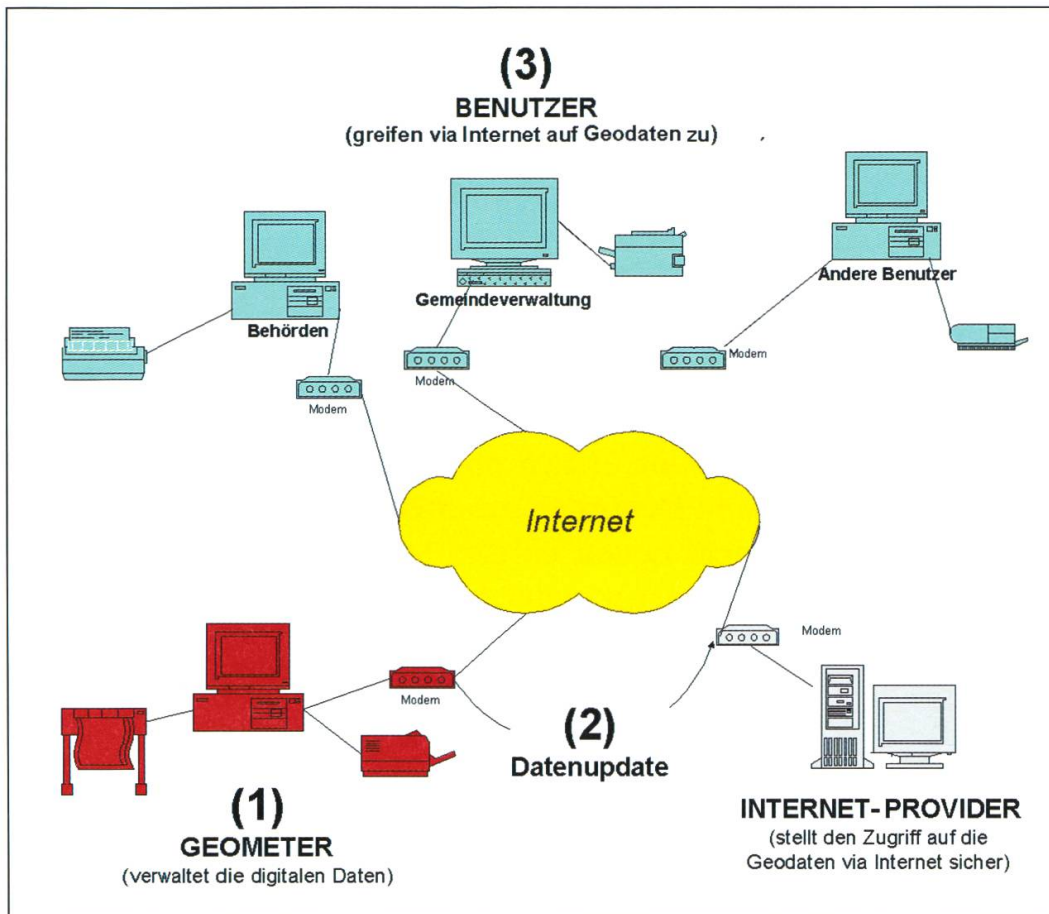 (3)
BENUTZER
(greifen via Internet auf Geodaten zu)
Behörden
Gemeindeverwaltung
Andere Benutzer
Modem
Modem
Modem
Internet
Modem
Modem
(1)
GEOMETER
(verwaltet die digitalen Daten)
(2)
Datenupdate
INTERNET-PROVIDER
(stellt den Zugriff auf die
Geodaten via Internet sicher)